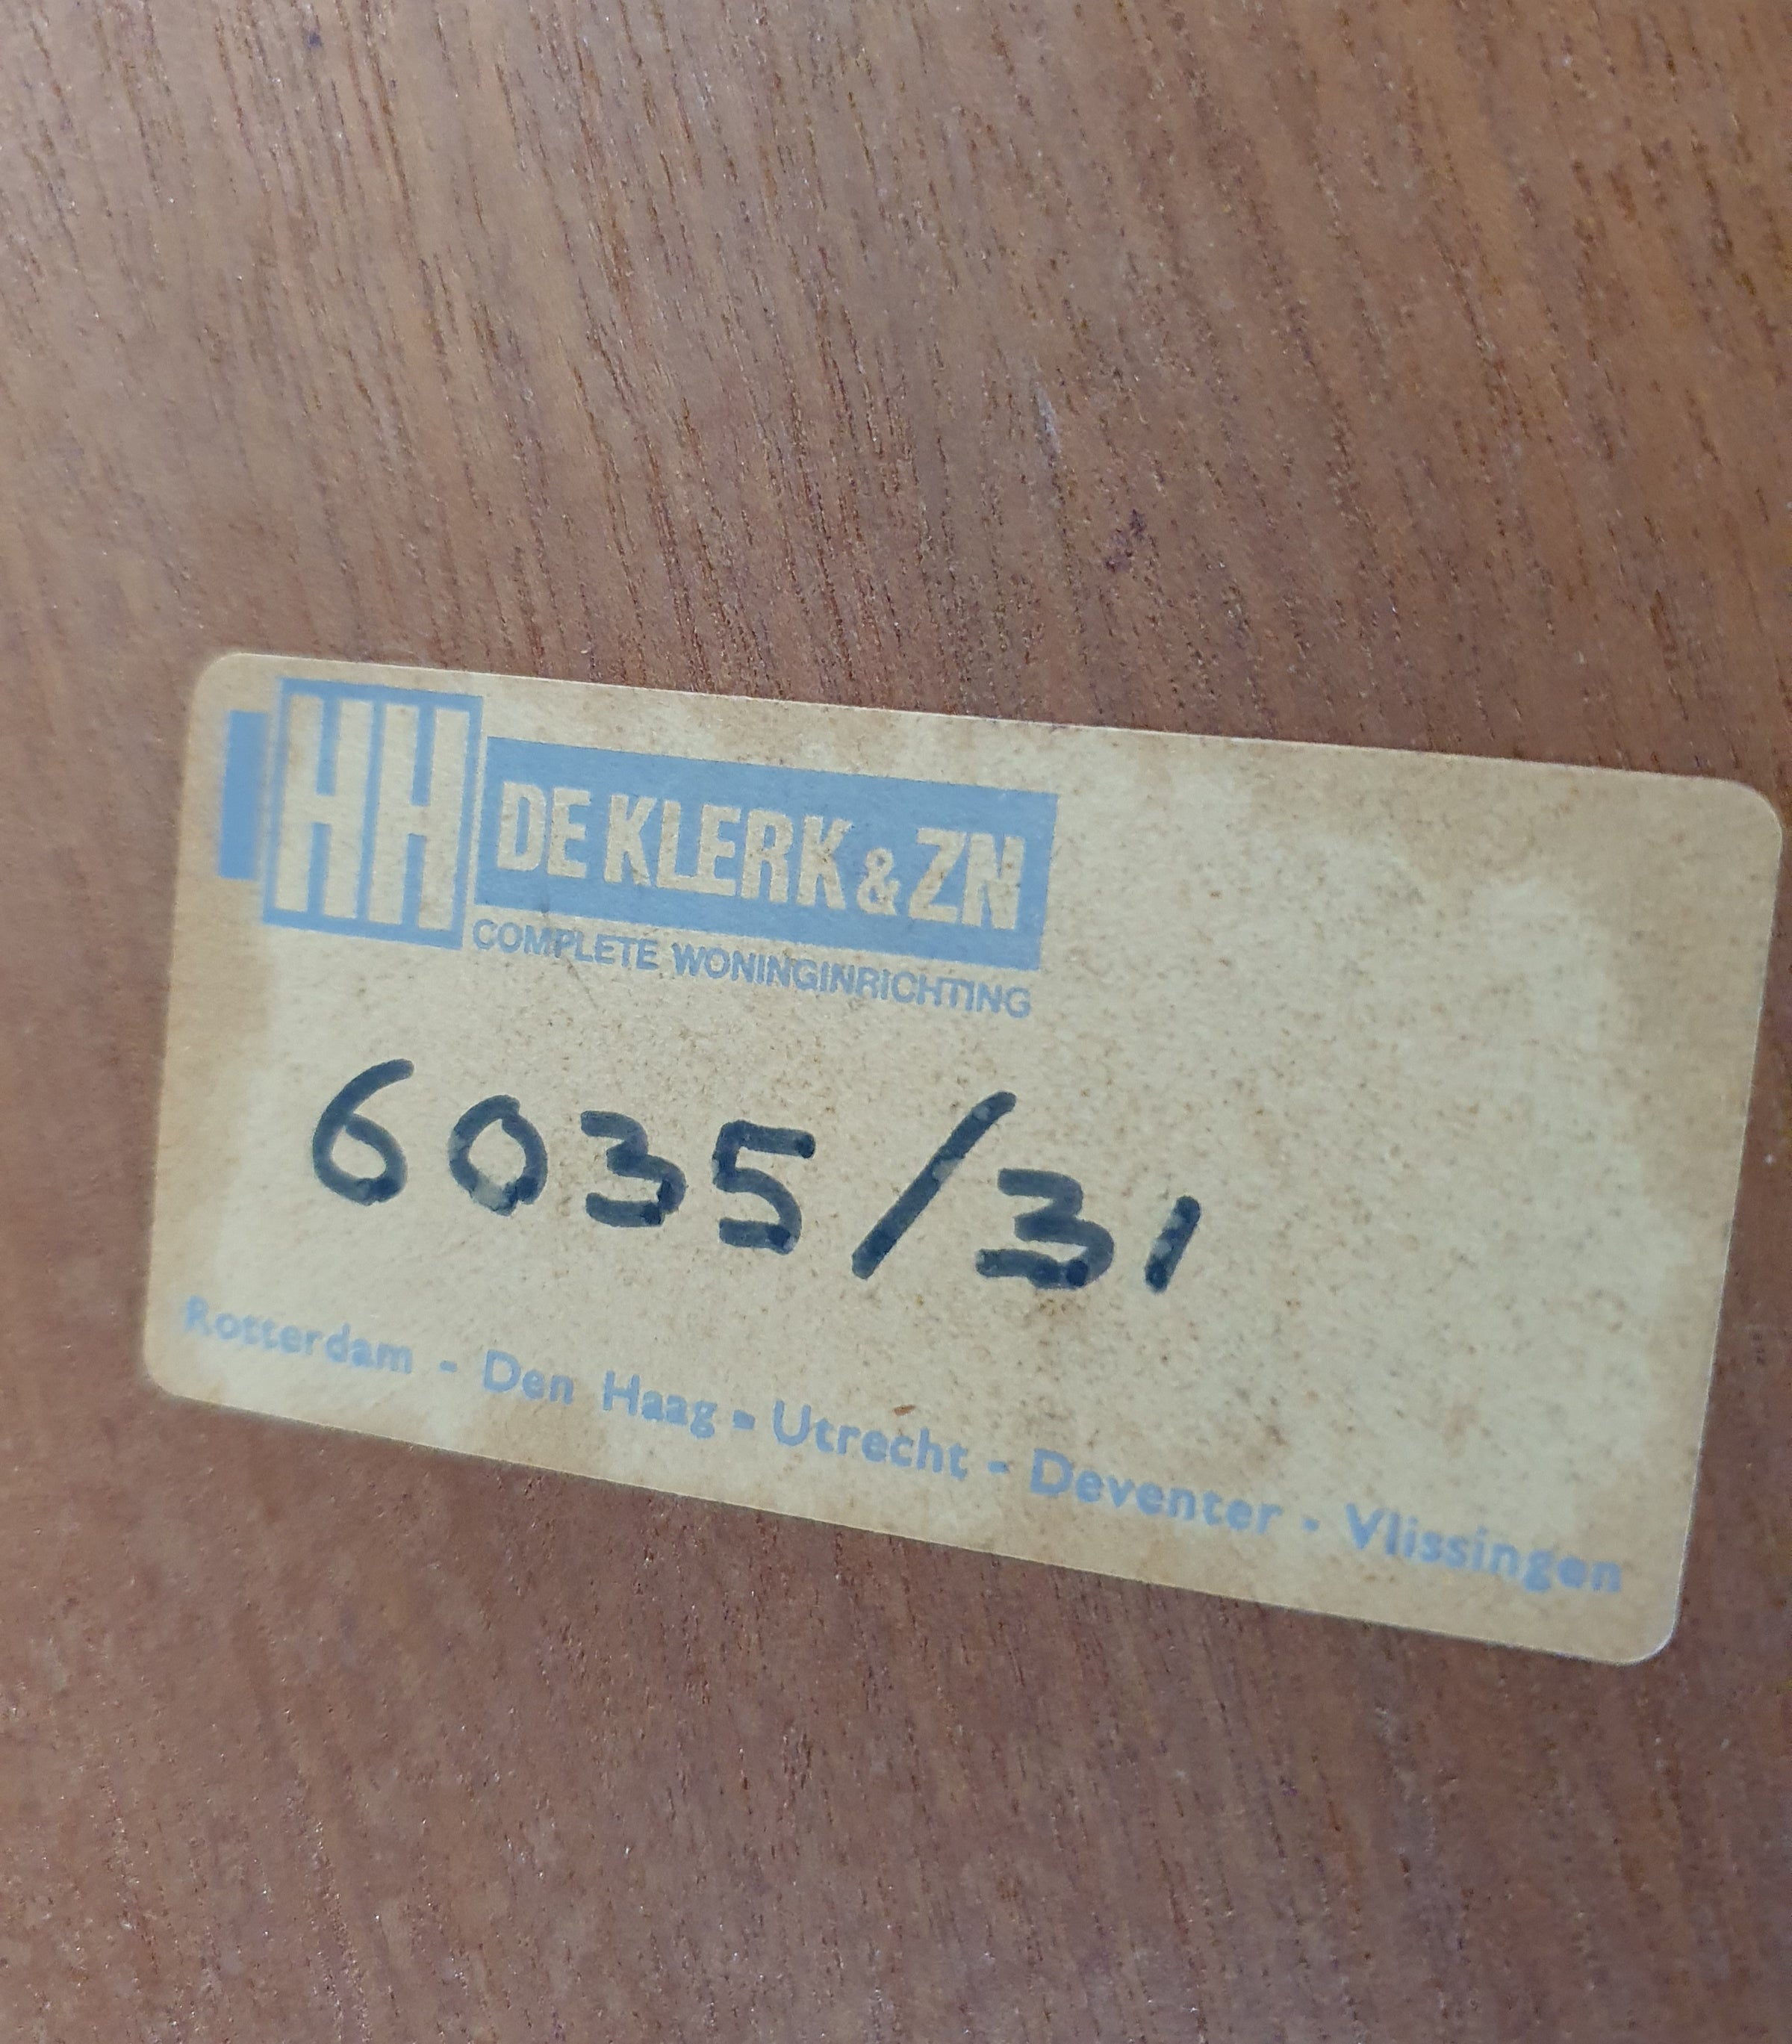 HH DE KLERK & ZN
COMPLETE WONINGINRICHTING
6035/31
Rotterdam - Den Haag - Utrecht - Deventer - Vlissingen